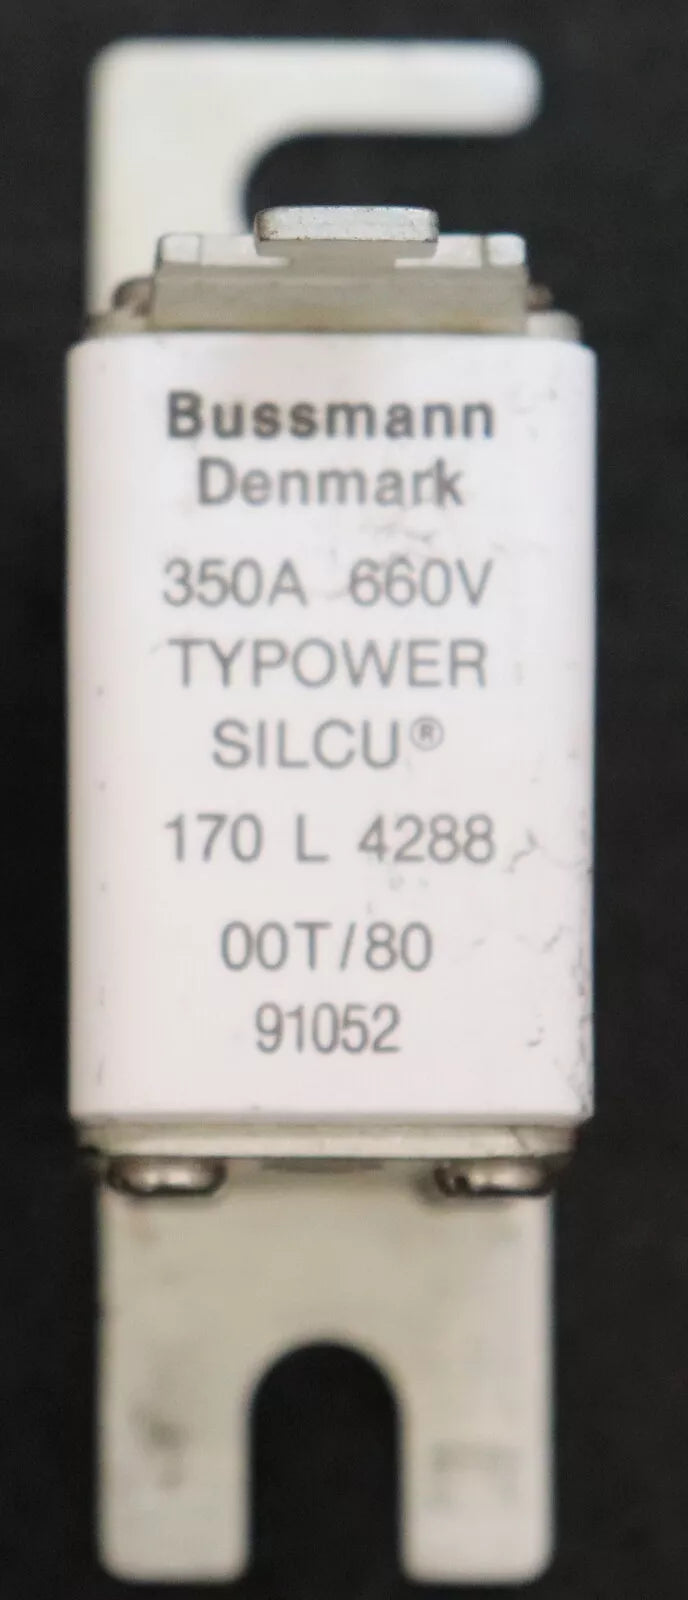 Bussmann
Denmark
350A 660V
TYPOWER
SILCU®
170 L 4288
00T/80
91052